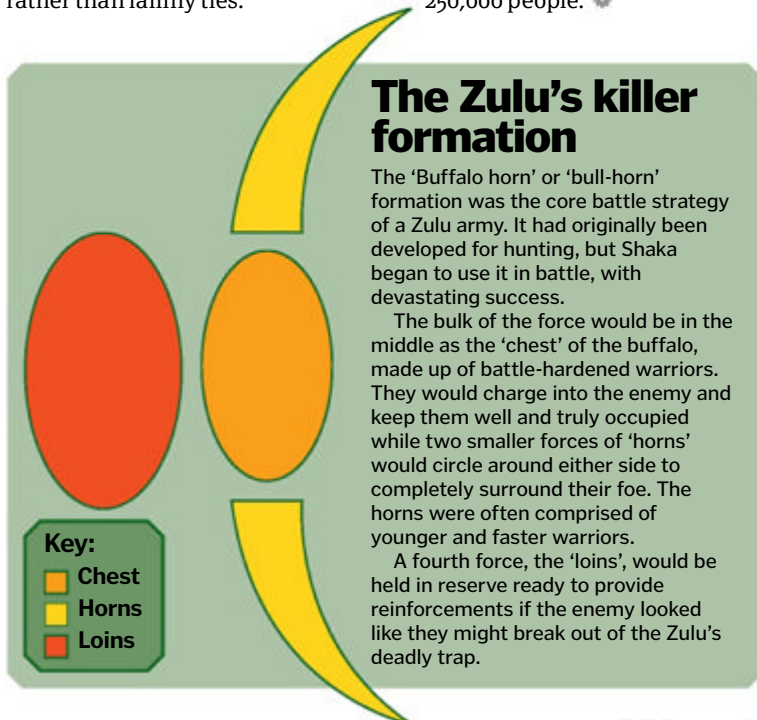 rather than family ties.
250,000 people.
The Zulu’s killer
formation
The ‘Buffalo horn’ or ‘bull-horn’
formation was the core battle strategy
of a Zulu army. It had originally been
developed for hunting, but Shaka
began to use it in battle, with
devastating success.
The bulk of the force would be in the
middle as the ‘chest’ of the buffalo,
made up of battle-hardened warriors.
They would charge into the enemy and
keep them well and truly occupied
while two smaller forces of ‘horns’
would circle around either side to
completely surround their foe. The
horns were often comprised of
younger and faster warriors.
A fourth force, the ‘loins’, would be
held in reserve ready to provide
reinforcements if the enemy looked
like they might break out of the Zulu’s
deadly trap.
Key:
Chest
Horns
Loins